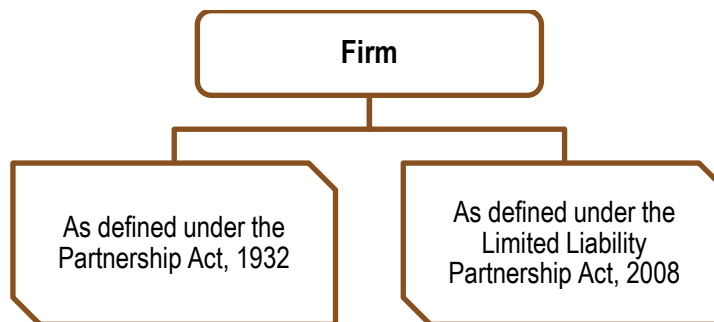 Firm
As defined under the
Partnership Act, 1932
As defined under the
Limited Liability
Partnership Act, 2008